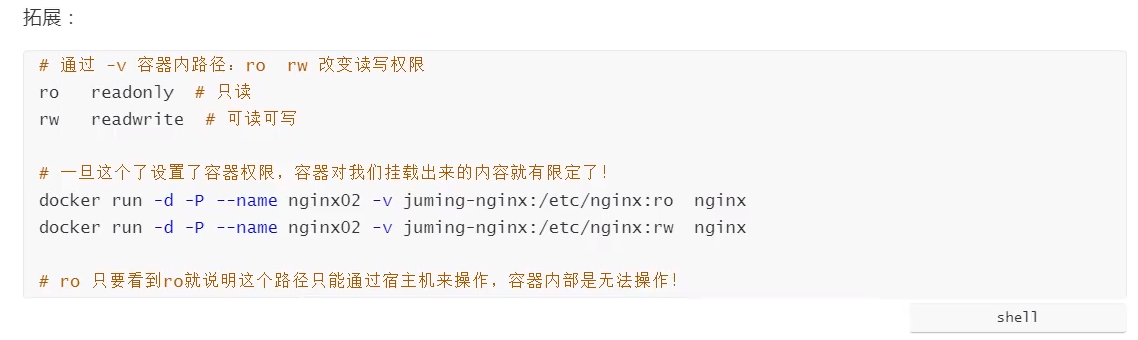 拓展：
# 通过 -v 容器内路径：ro  rw 改变读写权限
ro   readonly  # 只读
rw   readwrite  # 可读可写
# 一旦这个了设置了容器权限，容器对我们挂载出来的内容就有限定了！
docker run -d -P --name nginx02 -v juming-nginx:/etc/nginx:ro  nginx
docker run -d -P --name nginx02 -v juming-nginx:/etc/nginx:rw  nginx
# ro 只要看到ro就说明这个路径只能通过宿主机来操作，容器内部是无法操作！
shell